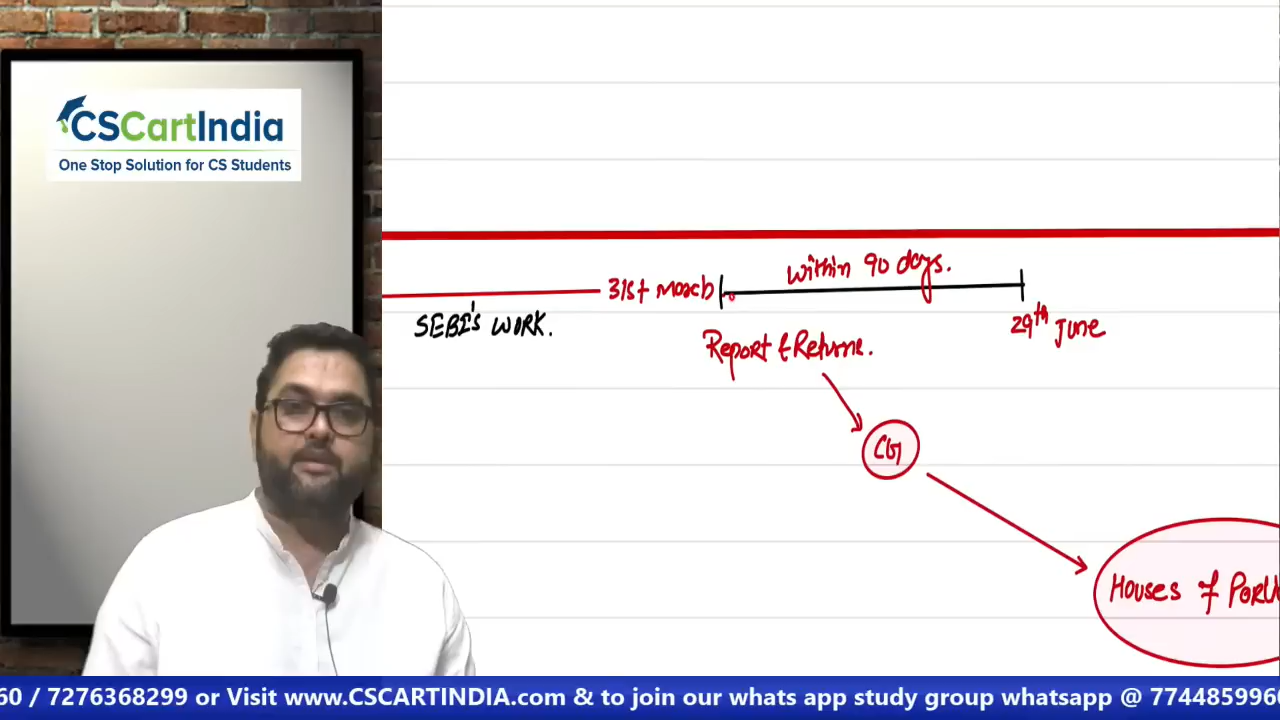 CSCartIndia
One Stop Solution for CS Students
within 90 days.
31st March
SEBI's WORK.
29th June
Report & Returns.
CG
Houses of Parl
60 / 7276368299 or Visit www.CSCARTINDIA.com & to join our whats app study group whatsapp @ 7744859960